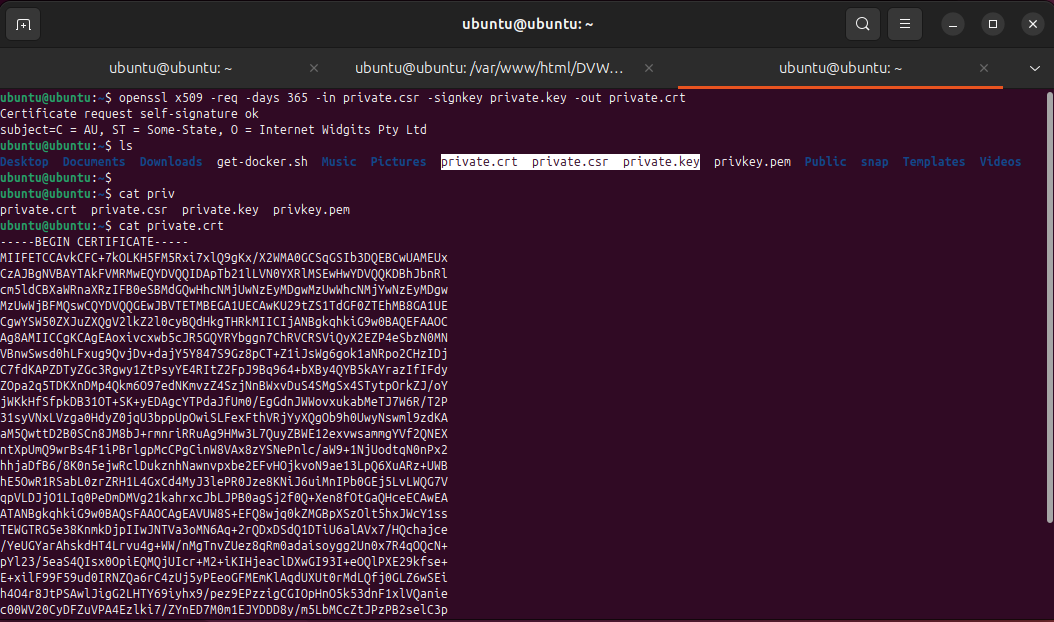 ubuntu@ubuntu: ~
ubuntu@ubuntu: ~ ubuntu@ubuntu: /var/www/html/DVW... ubuntu@ubuntu: ~
ubuntu@ubuntu:~$ openssl x509 -req -days 365 -in private.csr -signkey private.key -out private.crt
Certificate request self-signature ok
subject=C = AU, ST = Some-State, O = Internet Widgits Pty Ltd
ubuntu@ubuntu:~$ ls
Desktop Documents Downloads get-docker.sh Music Pictures private.crt private.csr private.key privkey.pem Public snap Templates Videos
ubuntu@ubuntu:~$
ubuntu@ubuntu:~$ cat priv
private.crt private.csr private.key privkey.pem
ubuntu@ubuntu:~$ cat private.crt
-----BEGIN CERTIFICATE-----
MIIFETCCAvkCFC+7kOLKH5FM5Rxi7xlQ9gKx/X2WMA0GCSqGSIb3DQEBCwUAMEUx
CzAJBgNVBAYTAkFVMRMwEQYDVQQIDApTb21lLVN0YXRlMSEwHwYDVQQKDBhJbnRl
cm5ldCBXaWRnaXRzIFB0eSBMdGQwHhcNMjUwNzEyMDgwMzUwWhcNMjYwNzEyMDgw
MzUwWjBFMQswCQYDVQQGEwJBVTETMBEGA1UECAwKU29tZS1TdGF0ZTEhMB8GA1UE
CgwYSW50ZXJuZXQgV2lkZ2l0cyBQdHkgTHRkMIICIjANBgkqhkiG9w0BAQEFAAOC
Ag8AMIICCgKCAgEAoxivcxwb5cJR5GQYRYbggn7ChRVCRSViQyX2EZP4eSbzN0MN
VBnwSwsd0hLFxug9QvjDv+dajY5Y847S9Gz8pCT+Z1iJsWg6gok1aNRpo2CHzIDj
C7fdKAPZDTyZGc3Rgwy1ZtPsyYE4RItZ2FpJ9Bq964+bXBy4QYB5kAYrazIfIFdy
ZOpa2q5TDKXnDMp4Qkm6O97edNKmvzZ4SzjNnBWxvDuS4SMgSx4STytpOrkZJ/oY
jWKkHfSfpkDB31OT+SK+yEDAgcYTPdaJfUm0/EgGdnJWWovxukabMeTJ7W6R/T2P
31syVNxLVzga0HdyZ0jqU3bppUpOwiSLFexFthVRjYyXQgOb9h0UwyNswml9zdKA
aM5QwttD2B0SCn8JM8bJ+rmnriRRuAg9HMw3L7QuyZBWE12exvwsammgYVf2QNEX
ntXpUmQ9wrBs4F1iPBrlgpMcCPgCinW8VAx8zYSNePnlc/aW9+1NjUodtqN0nPx2
hhjaDfB6/8K0n5ejwRclDukznhNawnvpxbe2EFvHOjkvoN9ae13LpQ6XuARz+UWB
hE5OwR1RSabL0zrZRH1L4GxCd4MyJ3lePR0Jze8KNiJ6uiMnIPb0GEj5LvLWQG7V
qpVLDJjO1LIq0PeDmDMVg21kahrxcJbLJPB0agSj2f0Q+Xen8fOtGaQHceECAwEA
ATANBgkqhkiG9w0BAQsFAAOCAgEAVUW8S+EFQ8wjq0kZMGBpXSzOlt5hxJWcY1ss
TEWGTRG5e38KnmkDjpIIwJNTVa3oMN6Aq+2rQDxDSdQ1DTiU6alAVx7/HQchajce
/YeUGYarAhskdHT4Lrvu4g+WW/nMgTnvZUez8qRm0adaisoygg2Un0x7R4qOQcN+
pYl23/5eaS4QIsx0OpiEQMQjUIcr+M2+iKIHjeaclDXwGI93I+eOQlPXE29kfse+
E+xilF99F59ud0IRNZQa6rC4zUj5yPEeoGFMEmKlAqdUXUt0rMdLQfj0GLZ6wSEi
h4O4r8JtPSAwlJigG2LHTY69iyhx9/pez9EPzzigCGIOpHnO5k53dnF1xlVQanie
c00WV20CyDFZuVPA4Ezlki7/ZYnED7M0m1EJYDDD8y/m5LbMCcZtJPzPB2selC3p